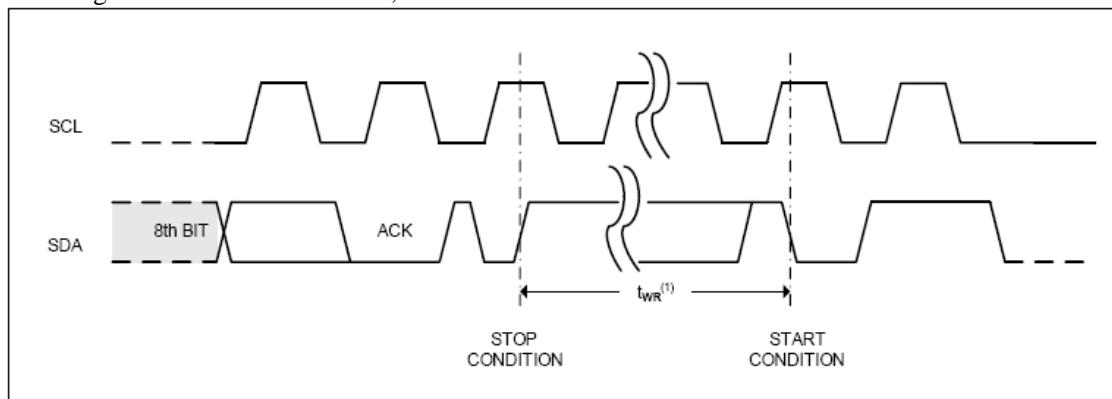 SCL
8th BIT
ACK
SDA
tWR(1)
STOP
CONDITION
START
CONDITION